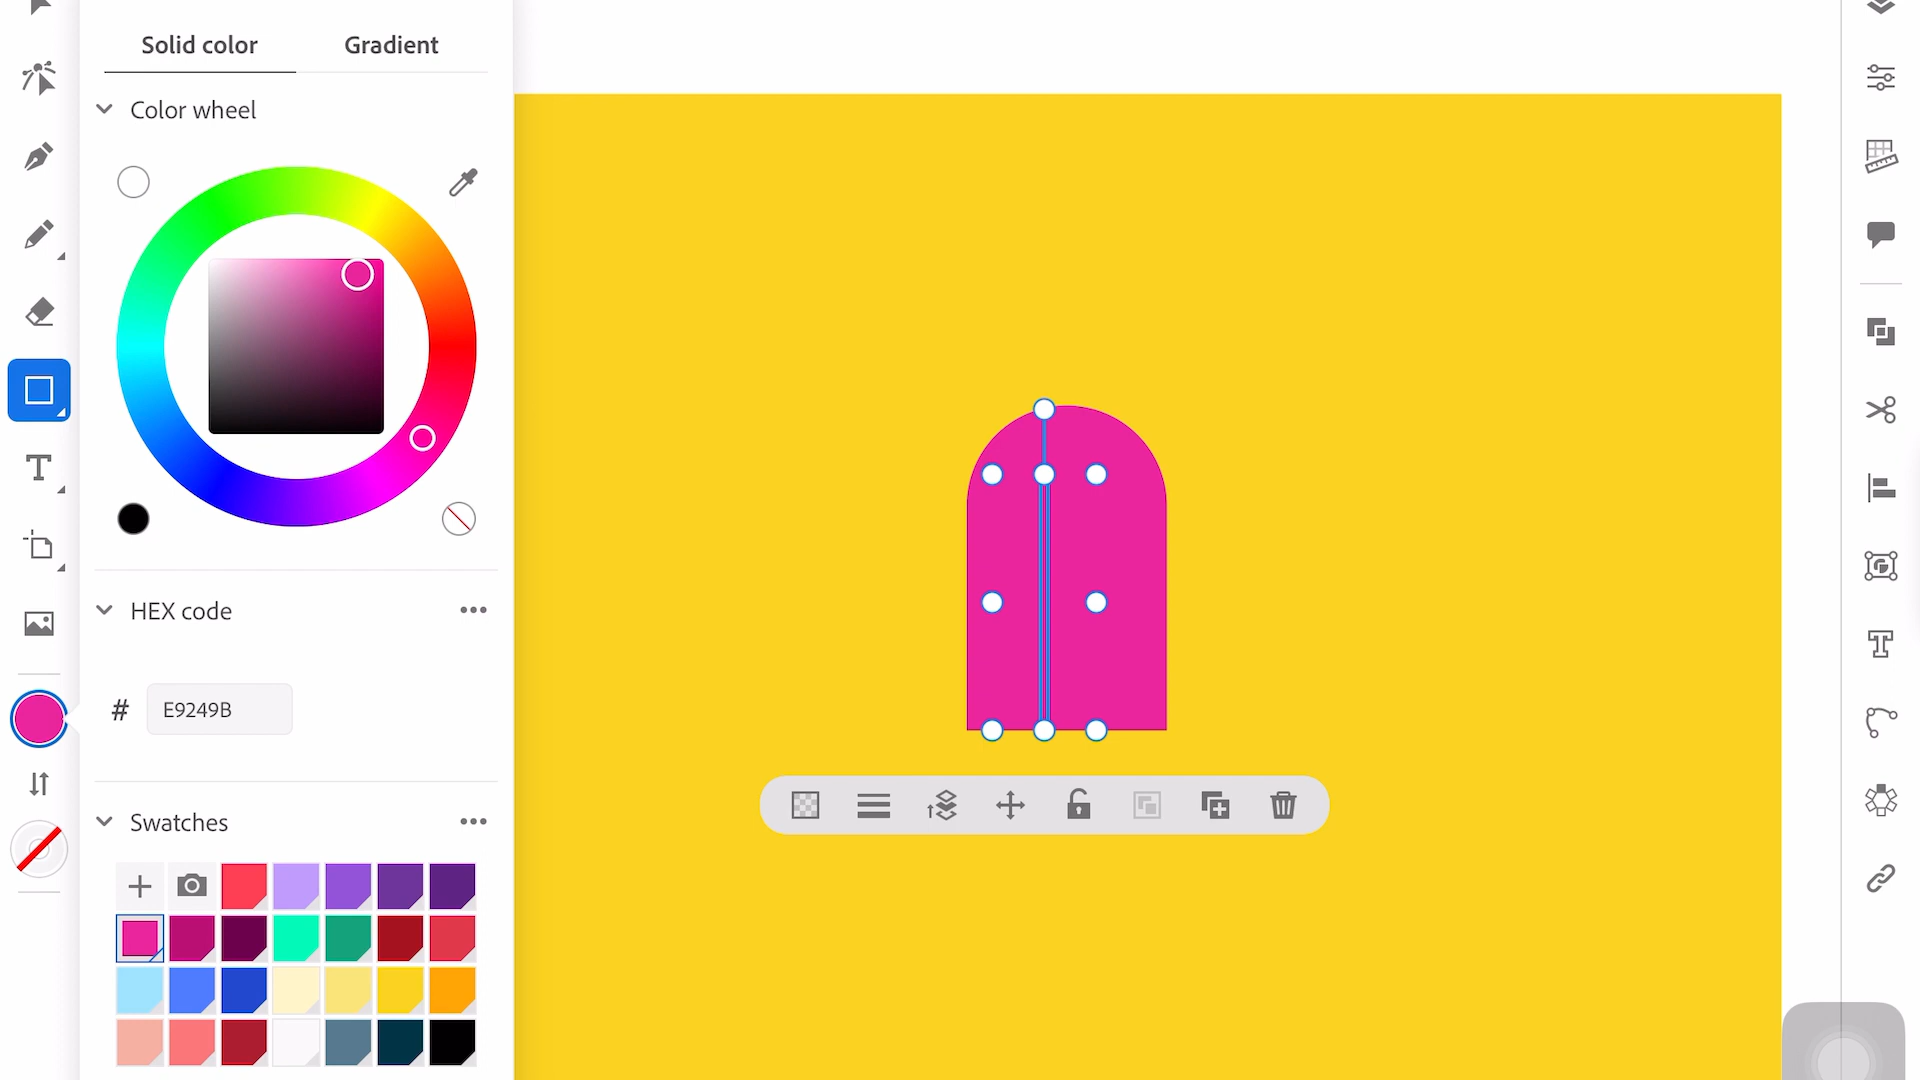 Solid color
Gradient
Color wheel
HEX code
# E9249B
Swatches